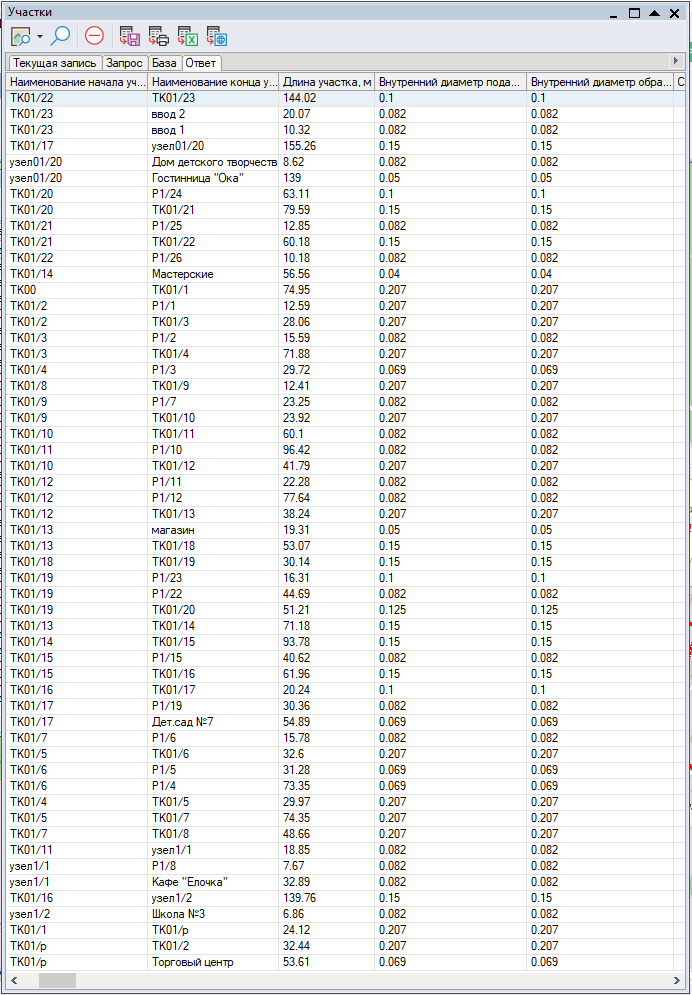 Участки
Текущая запись Запрос База Ответ
Наименование начала уч... Наименование конца у... Длина участка, м Внутренний диаметр пода... Внутренний диаметр обра... С
ТК01/22 ТК01/23 144.02 0.1 0.1
ТК01/23 ввод 2 20.07 0.082 0.082
ТК01/23 ввод 1 10.32 0.082 0.082
ТК01/17 узел01/20 155.26 0.15 0.15
узел01/20 Дом детского творчеств 8.62 0.082 0.082
узел01/20 Гостинница "Ока" 139 0.05 0.05
ТК01/20 Р1/24 63.11 0.1 0.1
ТК01/20 ТК01/21 79.59 0.15 0.15
ТК01/21 Р1/25 12.85 0.082 0.082
ТК01/21 ТК01/22 60.18 0.15 0.15
ТК01/22 Р1/26 10.18 0.082 0.082
ТК01/14 Мастерские 56.56 0.04 0.04
ТК00 ТК01/1 74.95 0.207 0.207
ТК01/2 Р1/1 12.59 0.207 0.207
ТК01/2 ТК01/3 28.06 0.207 0.207
ТК01/3 Р1/2 15.59 0.082 0.082
ТК01/3 ТК01/4 71.88 0.207 0.207
ТК01/4 Р1/3 29.72 0.069 0.069
ТК01/8 ТК01/9 12.41 0.207 0.207
ТК01/9 Р1/7 23.25 0.082 0.082
ТК01/9 ТК01/10 23.92 0.207 0.207
ТК01/10 ТК01/11 60.1 0.082 0.082
ТК01/11 Р1/10 96.42 0.082 0.082
ТК01/10 ТК01/12 41.79 0.207 0.207
ТК01/12 Р1/11 22.28 0.082 0.082
ТК01/12 Р1/12 77.64 0.082 0.082
ТК01/12 ТК01/13 38.24 0.207 0.207
ТК01/13 магазин 19.31 0.05 0.05
ТК01/13 ТК01/18 53.07 0.15 0.15
ТК01/18 ТК01/19 30.14 0.15 0.15
ТК01/19 Р1/23 16.31 0.1 0.1
ТК01/19 Р1/22 44.69 0.082 0.082
ТК01/19 ТК01/20 51.21 0.125 0.125
ТК01/13 ТК01/14 71.18 0.15 0.15
ТК01/14 ТК01/15 93.78 0.15 0.15
ТК01/15 Р1/15 40.62 0.082 0.082
ТК01/15 ТК01/16 61.96 0.15 0.15
ТК01/16 ТК01/17 20.24 0.1 0.1
ТК01/17 Р1/19 30.36 0.082 0.082
ТК01/17 Дет.сад №7 54.89 0.069 0.069
ТК01/7 Р1/6 15.78 0.082 0.082
ТК01/5 ТК01/6 32.6 0.207 0.207
ТК01/6 Р1/5 31.28 0.069 0.069
ТК01/6 Р1/4 73.35 0.069 0.069
ТК01/4 ТК01/5 29.97 0.207 0.207
ТК01/5 ТК01/7 74.35 0.207 0.207
ТК01/7 ТК01/8 48.66 0.207 0.207
ТК01/11 узел1/1 18.85 0.082 0.082
узел1/1 Р1/8 7.67 0.082 0.082
узел1/1 Кафе "Елочка" 32.89 0.082 0.082
ТК01/16 узел1/2 139.76 0.15 0.15
узел1/2 Школа №3 6.86 0.082 0.082
ТК01/1 ТК01/р 24.12 0.207 0.207
ТК01/р ТК01/2 32.44 0.207 0.207
ТК01/р Торговый центр 53.61 0.069 0.069